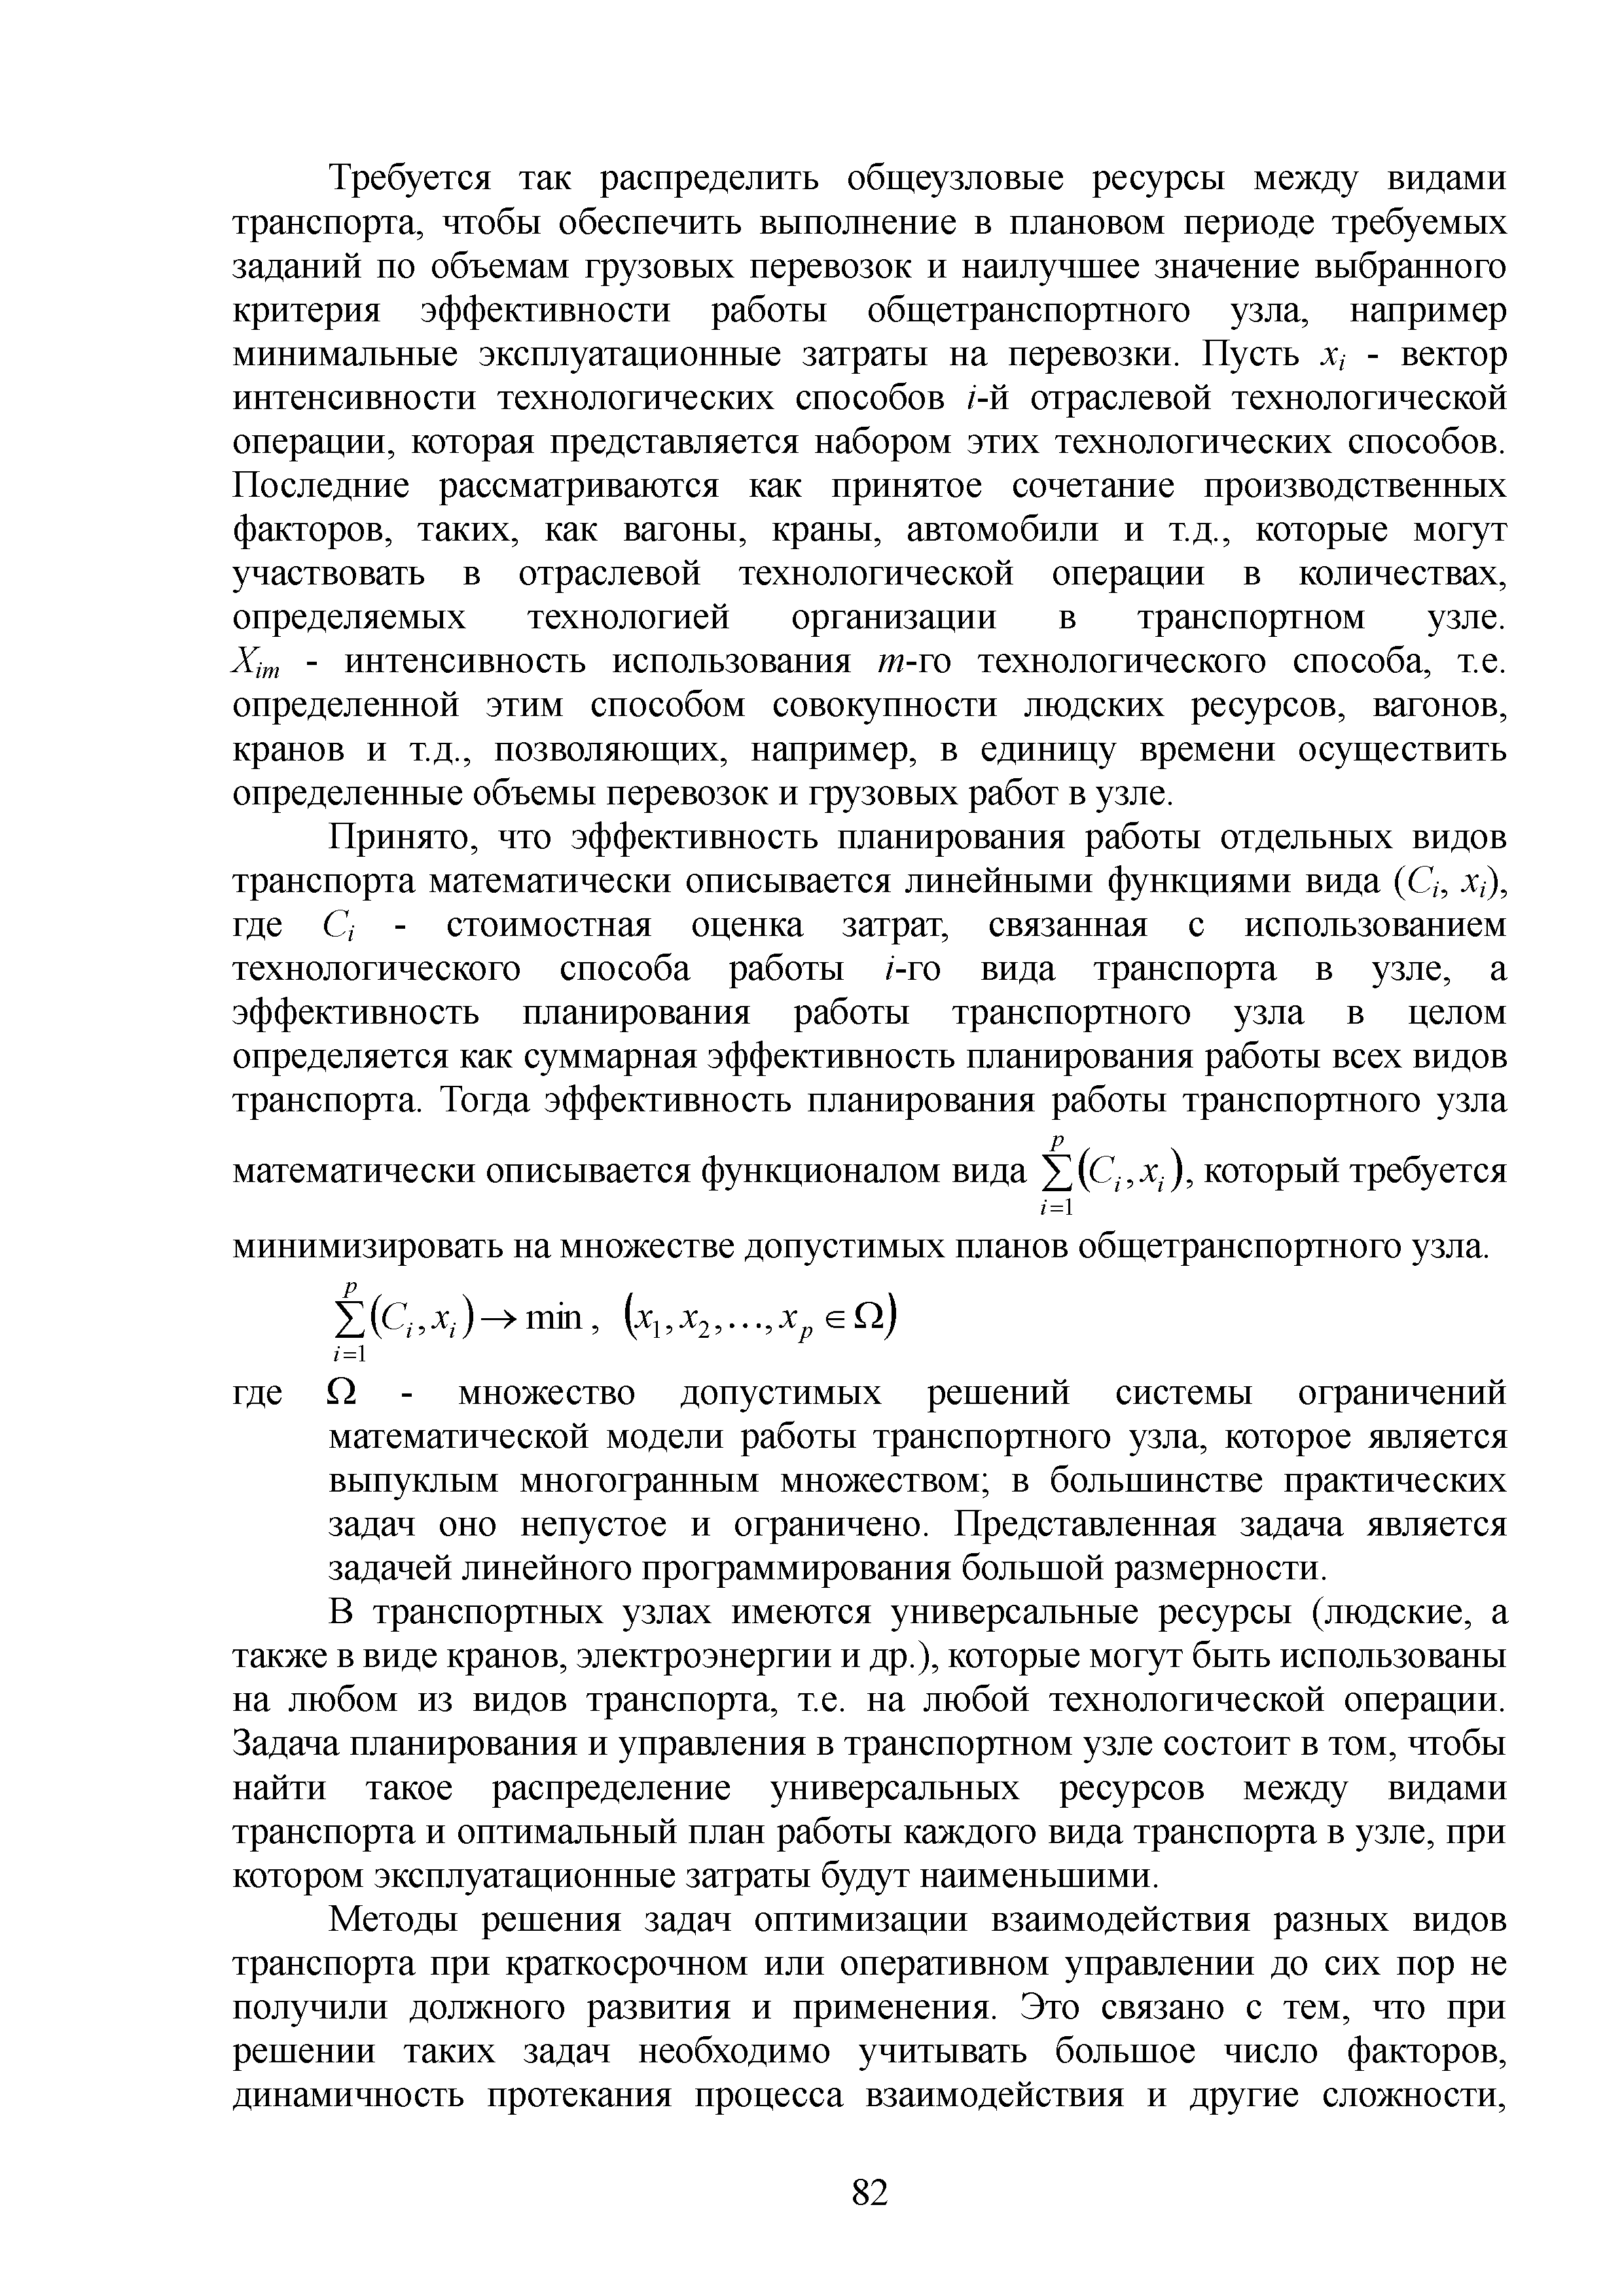 Требуется так распределить общеузловые ресурсы между видами
транспорта, чтобы обеспечить выполнение в плановом периоде требуемых
заданий по объемам грузовых перевозок и наилучшее значение выбранного
критерия эффективности работы общетранспортного узла, например
минимальные эксплуатационные затраты на перевозки. Пусть x_i - вектор
интенсивности технологических способов i-й отраслевой технологической
операции, которая представляется набором этих технологических способов.
Последние рассматриваются как принятое сочетание производственных
факторов, таких, как вагоны, краны, автомобили и т.д., которые могут
участвовать в отраслевой технологической операции в количествах,
определяемых технологией организации в транспортном узле.
X_im - интенсивность использования m-го технологического способа, т.е.
определенной этим способом совокупности людских ресурсов, вагонов,
кранов и т.д., позволяющих, например, в единицу времени осуществить
определенные объемы перевозок и грузовых работ в узле.
Принято, что эффективность планирования работы отдельных видов
транспорта математически описывается линейными функциями вида (C_i, x_i),
где C_i - стоимостная оценка затрат, связанная с использованием
технологического способа работы i-го вида транспорта в узле, а
эффективность планирования работы транспортного узла в целом
определяется как суммарная эффективность планирования работы всех видов
транспорта. Тогда эффективность планирования работы транспортного узла
математически описывается функционалом вида ∑_{i=1}^{p}(C_i, x_i), который требуется
минимизировать на множестве допустимых планов общетранспортного узла.
∑_{i=1}^{p}(C_i, x_i) → min, (x_1, x_2, ..., x_p ∈ Ω)
где Ω - множество допустимых решений системы ограничений
математической модели работы транспортного узла, которое является
выпуклым многогранным множеством; в большинстве практических
задач оно непустое и ограничено. Представленная задача является
задачей линейного программирования большой размерности.
В транспортных узлах имеются универсальные ресурсы (людские, а
также в виде кранов, электроэнергии и др.), которые могут быть использованы
на любом из видов транспорта, т.е. на любой технологической операции.
Задача планирования и управления в транспортном узле состоит в том, чтобы
найти такое распределение универсальных ресурсов между видами
транспорта и оптимальный план работы каждого вида транспорта в узле, при
котором эксплуатационные затраты будут наименьшими.
Методы решения задач оптимизации взаимодействия разных видов
транспорта при краткосрочном или оперативном управлении до сих пор не
получили должного развития и применения. Это связано с тем, что при
решении таких задач необходимо учитывать большое число факторов,
динамичность протекания процесса взаимодействия и другие сложности,
82